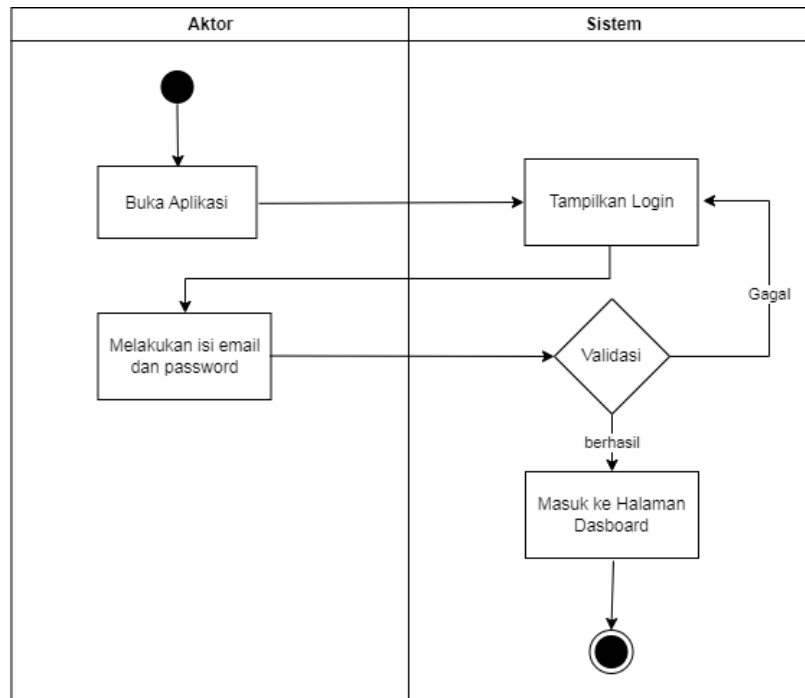 Aktor
Sistem
Buka Aplikasi
Tampilkan Login
Gagal
Melakukan isi email
dan password
Validasi
berhasil
Masuk ke Halaman
Dasboard